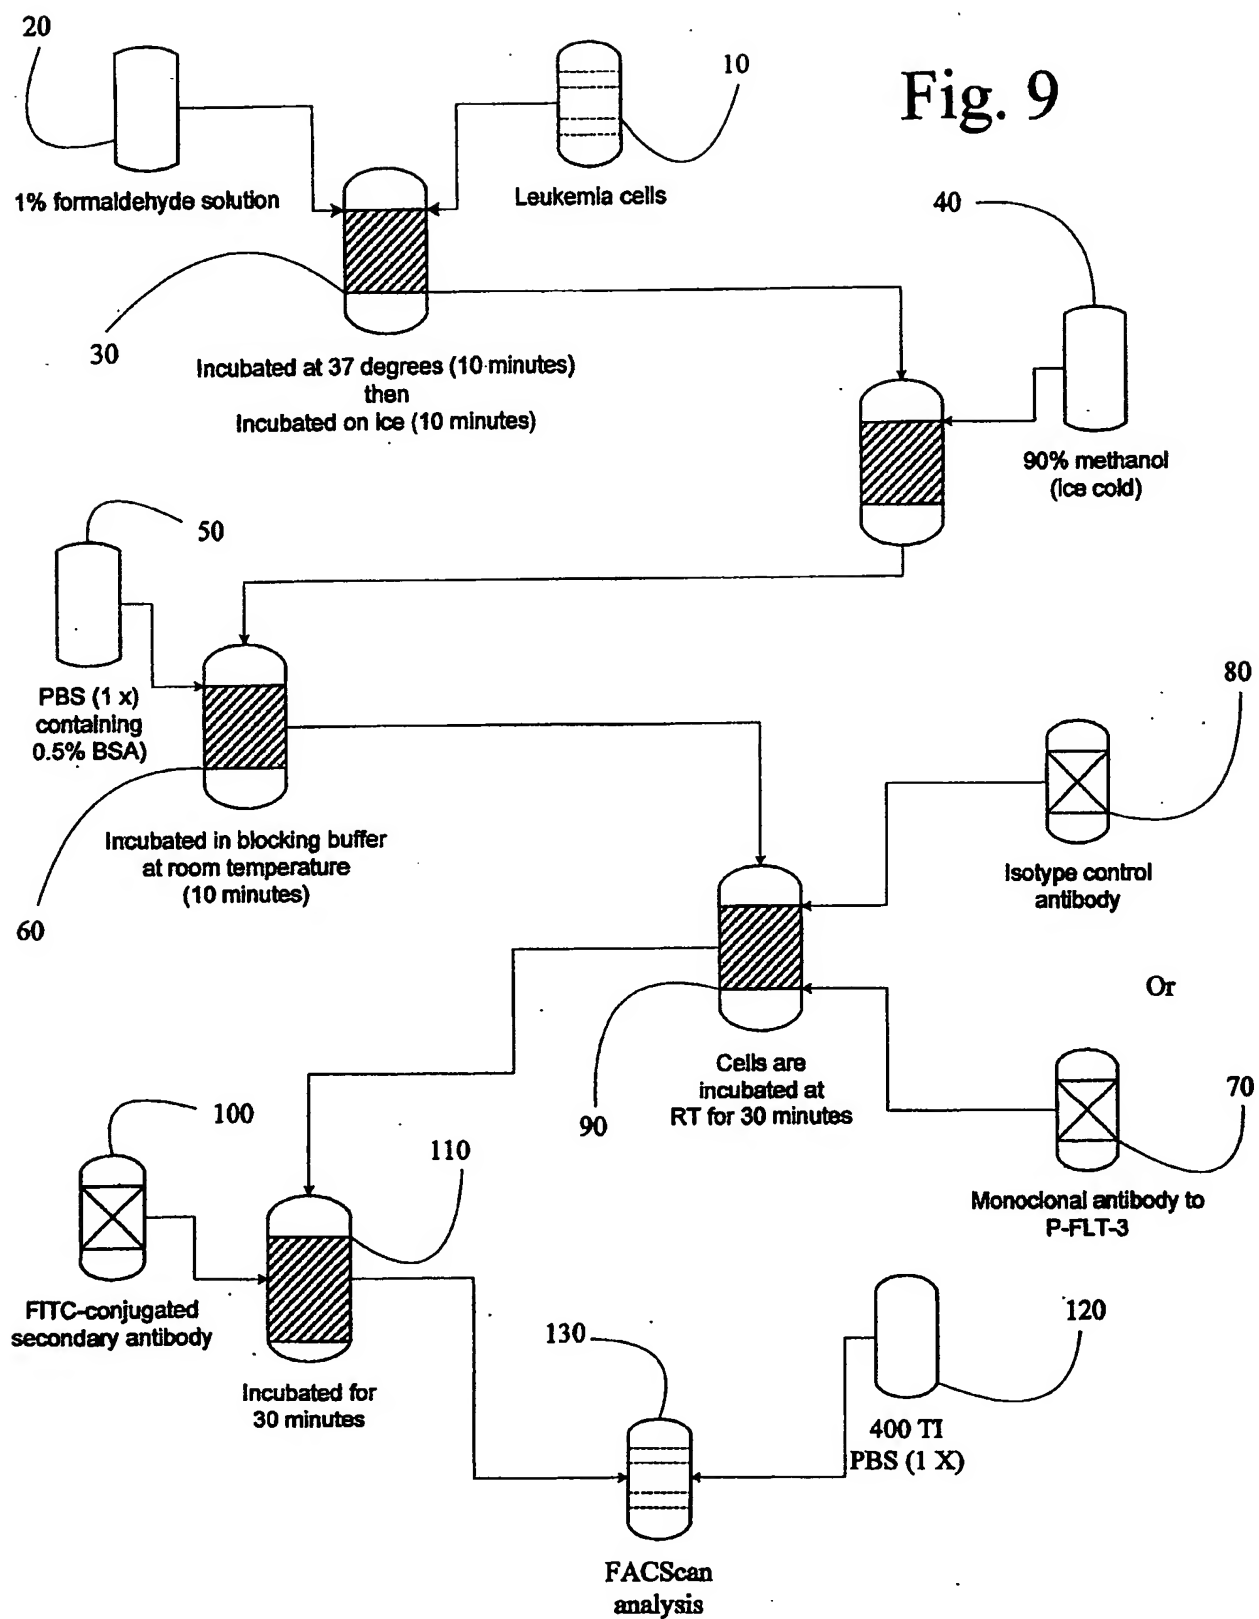 20
10
Fig. 9
1% formaldehyde solution
Leukemia cells
40
30
Incubated at 37 degrees (10 minutes)
then
Incubated on ice (10 minutes)
90% methanol
(ice cold)
50
PBS (1 x)
containing
0.5% BSA)
80
Incubated in blocking buffer
at room temperature
(10 minutes)
60
Isotype control
antibody
Or
Cells are
incubated at
RT for 30 minutes
90
70
100
110
Monoclonal antibody to
P-FLT-3
FITC-conjugated
secondary antibody
130
120
Incubated for
30 minutes
400 TI
PBS (1 X)
FACScan
analysis